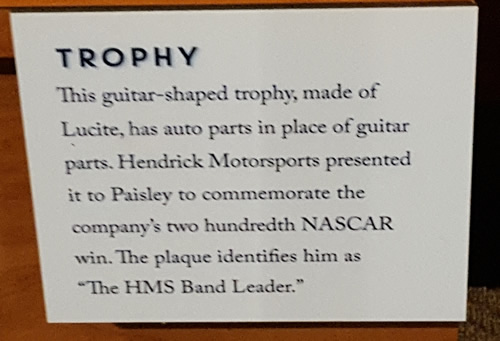 TROPHY
This guitar-shaped trophy, made of
Lucite, has auto parts in place of guitar
parts. Hendrick Motorsports presented
it to Paisley to commemorate the
company's two hundredth NASCAR
win. The plaque identifies him as
“The HMS Band Leader.”